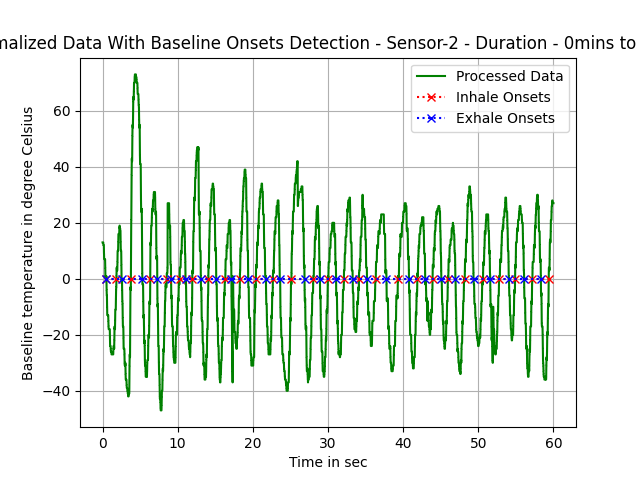 malized Data With Baseline Onsets Detection - Sensor-2 - Duration - 0mins to
Processed Data
Inhale Onsets
Exhale Onsets
Baseline temperature in degree Celsius
60
40
20
0
−20
−40
0 10 20 30 40 50 60
Time in sec